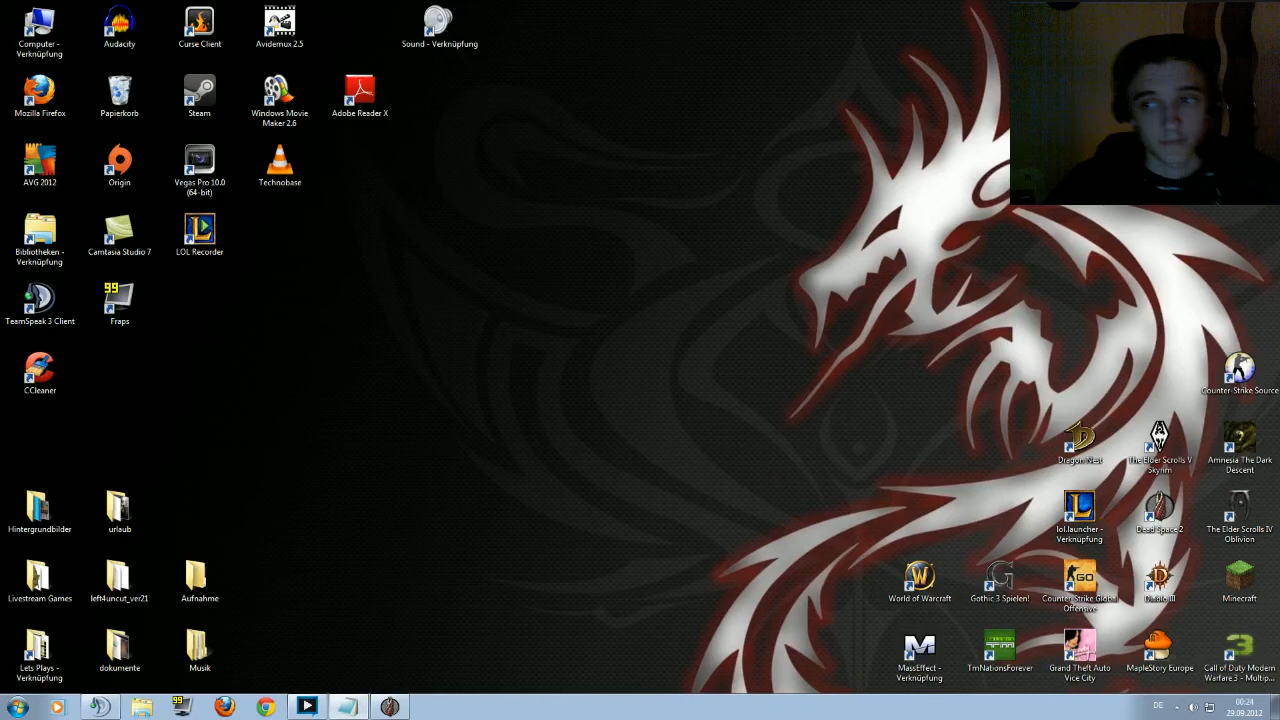 Computer -
Verknüpfung
Audacity
Curse Client
Avidemux 2.5
Sound - Verknüpfung
Mozilla Firefox
Papierkorb
Steam
Windows Movie
Maker 2.6
Adobe Reader X
AVG 2012
Origin
Vegas Pro 10.0
(64-bit)
Technobase
Bibliotheken -
Verknüpfung
Camtasia Studio 7
LOL Recorder
TeamSpeak 3 Client
99
Fraps
CCleaner
Counter-Strike Source
Dragon Nest
The Elder Scrolls V
Skyrim
Amnesia The Dark
Descent
Hintergrundbilder
urlaub
lol.launcher -
Verknüpfung
Dead Space 2
The Elder Scrolls IV
Oblivion
Livestream Games
left4uncut_ver21
Aufnahme
World of Warcraft
Gothic 3 Spielen!
GO
Counter Strike Global
Offensive
Diablo III
Minecraft
Lets Plays -
Verknüpfung
dokumente
Musik
MassEffect -
Verknüpfung
TmNationsForever
Grand Theft Auto
Vice City
MapleStory Europe
Call of Duty Modern
Warfare 3 - Multip...
99
DE
00:24
29.09.2012